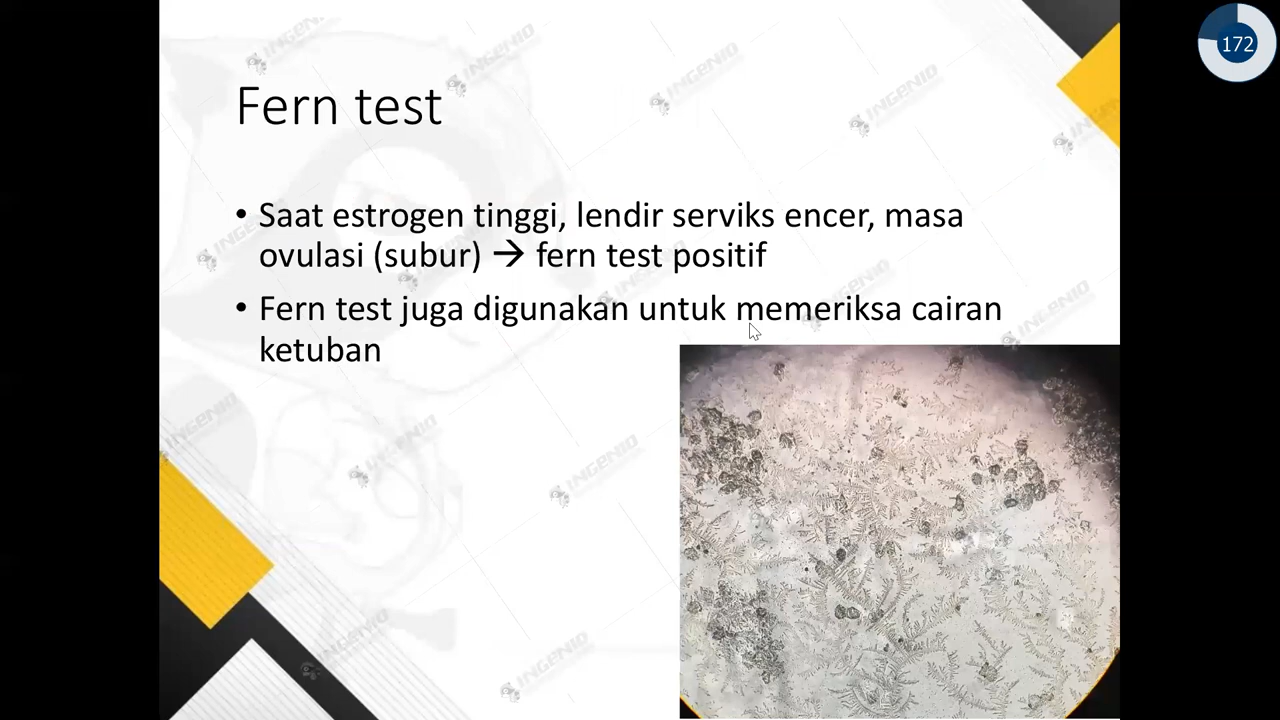 172
Fern test
• Saat estrogen tinggi, lendir serviks encer, masa
ovulasi (subur) → fern test positif
• Fern test juga digunakan untuk memeriksa cairan
ketuban
INGENIO